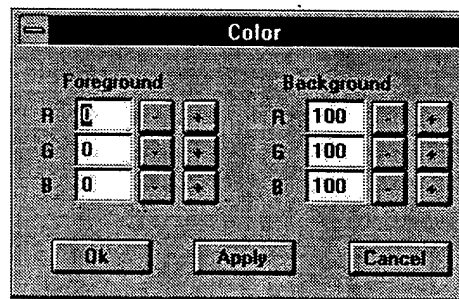 Color
Foreground Background
R 0 - + R 100 - +
G 0 - + G 100 - +
B 0 - + B 100 - +
Ok Apply Cancel